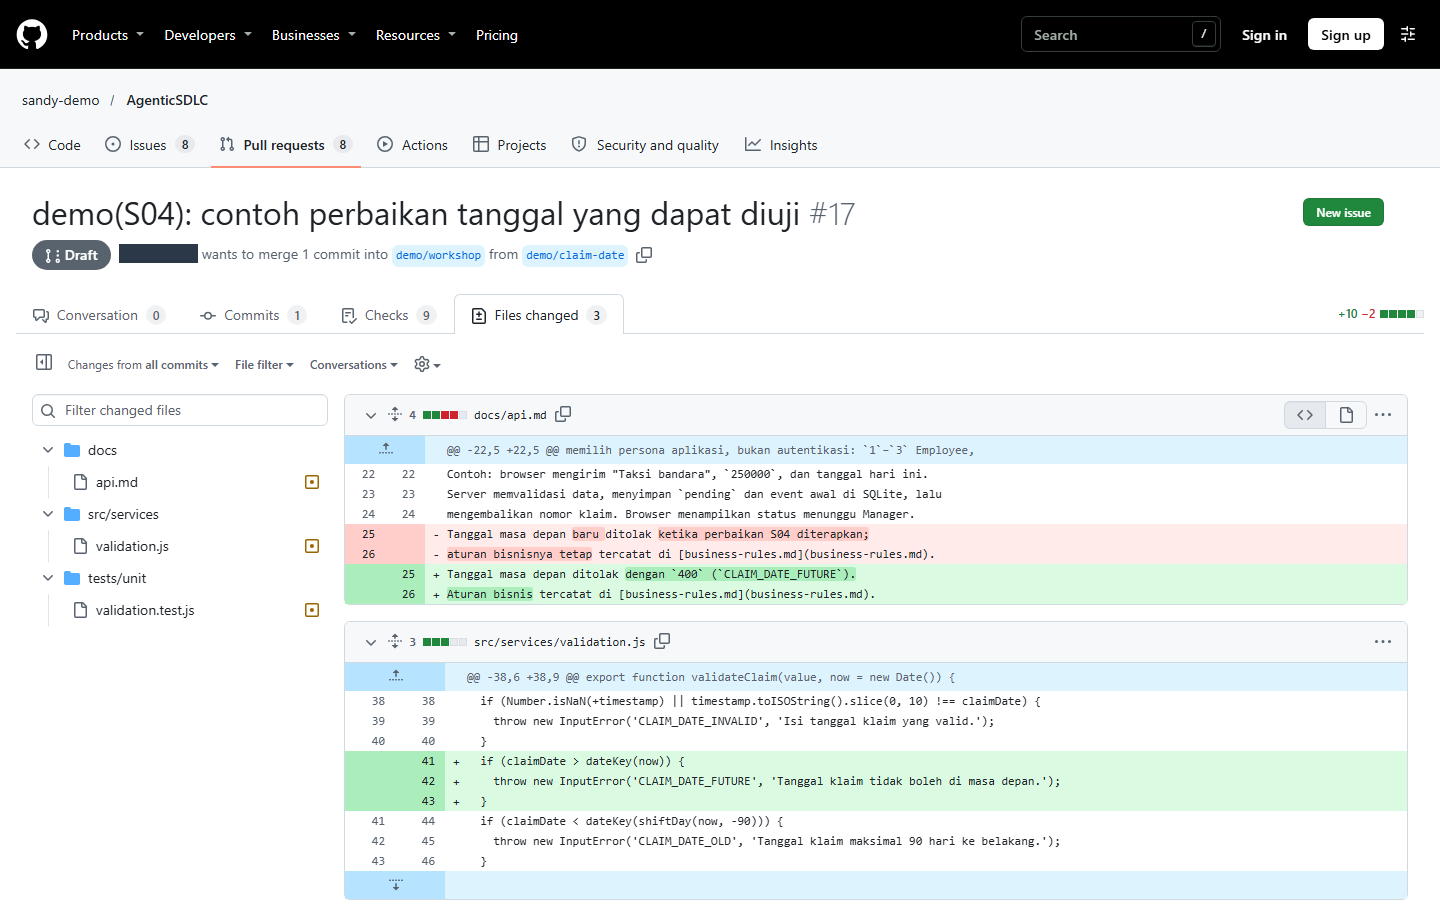 Products Developers Businesses Resources Pricing Search / Sign in Sign up
sandy-demo / AgenticSDLC
Code Issues 8 Pull requests 8 Actions Projects Security and quality Insights
demo(S04): contoh perbaikan tanggal yang dapat diuji #17
New issue
Draft wants to merge 1 commit into demo/workshop from demo/claim-date
Conversation 0 Commits 1 Checks 9 Files changed 3 +10 −2
Changes from all commits File filter Conversations
Filter changed files
docs
api.md
src/services
validation.js
tests/unit
validation.test.js
4 docs/api.md
@@ -22,5 +22,5 @@ memilih persona aplikasi, bukan autentikasi: `1`–`3` Employee,
22 22 Contoh: browser mengirim "Taksi bandara", `250000`, dan tanggal hari ini.
23 23 Server memvalidasi data, menyimpan `pending` dan event awal di SQLite, lalu
24 24 mengembalikan nomor klaim. Browser menampilkan status menunggu Manager.
25 - Tanggal masa depan baru ditolak ketika perbaikan S04 diterapkan;
26 - aturan bisnisnya tetap tercatat di [business-rules.md](business-rules.md).
25 + Tanggal masa depan ditolak dengan `400` (`CLAIM_DATE_FUTURE`).
26 + Aturan bisnis tercatat di [business-rules.md](business-rules.md).
3 src/services/validation.js
@@ -38,6 +38,9 @@ export function validateClaim(value, now = new Date()) {
38 38 if (Number.isNaN(+timestamp) || timestamp.toISOString().slice(0, 10) !== claimDate) {
39 39 throw new InputError('CLAIM_DATE_INVALID', 'Isi tanggal klaim yang valid.');
40 40 }
41 + if (claimDate > dateKey(now)) {
42 + throw new InputError('CLAIM_DATE_FUTURE', 'Tanggal klaim tidak boleh di masa depan.');
43 + }
41 44 if (claimDate < dateKey(shiftDay(now, -90))) {
42 45 throw new InputError('CLAIM_DATE_OLD', 'Tanggal klaim maksimal 90 hari ke belakang.');
43 46 }